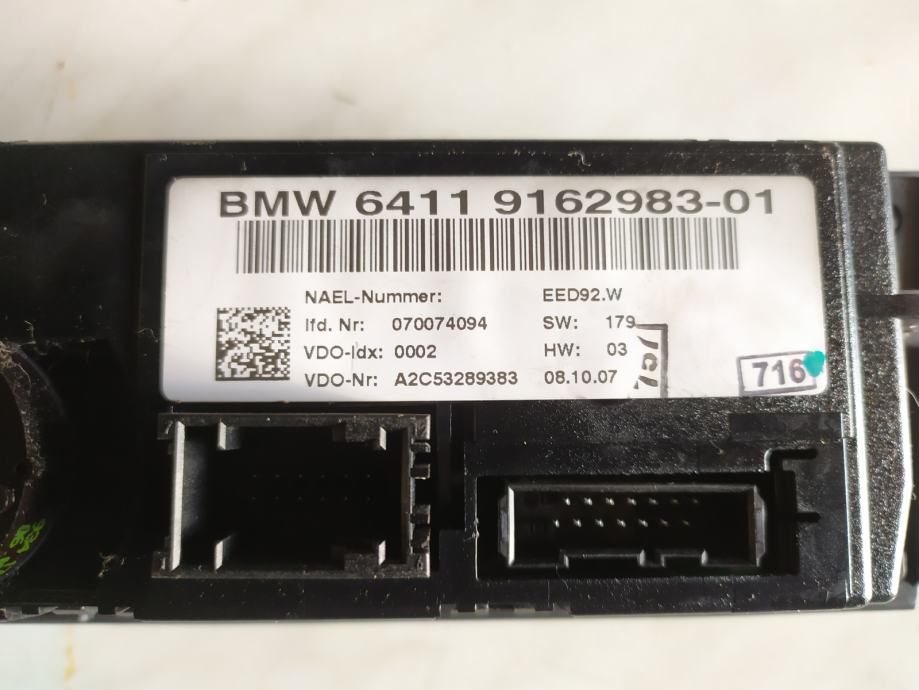 BMW 6411 9162983-01
NAEL-Nummer: EED92.W
lfd. Nr: 070074094 SW: 179
VDO-Idx: 0002 HW: 03
VDO-Nr: A2C53289383 08.10.07
716